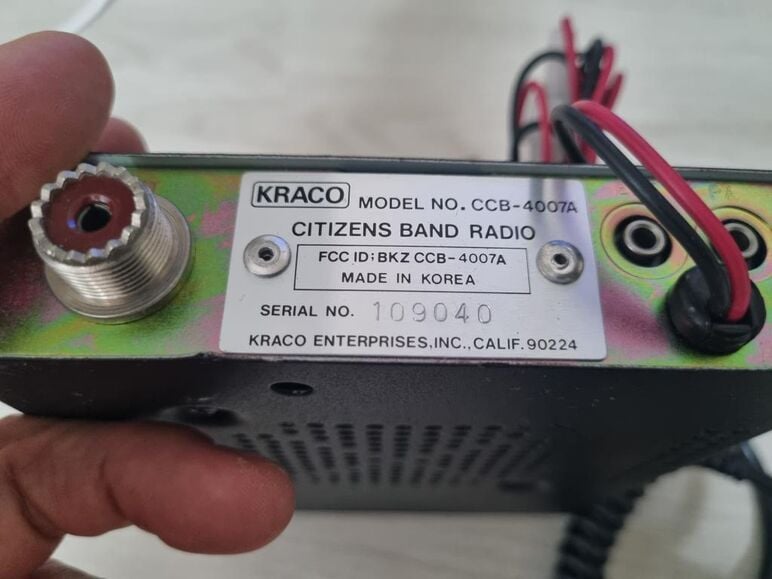 KRACO MODEL NO. CCB-4007A
CITIZENS BAND RADIO
FCC ID: BKZ CCB-4007A
MADE IN KOREA
SERIAL NO. 109040
KRACO ENTERPRISES, INC., CALIF. 90224
PA